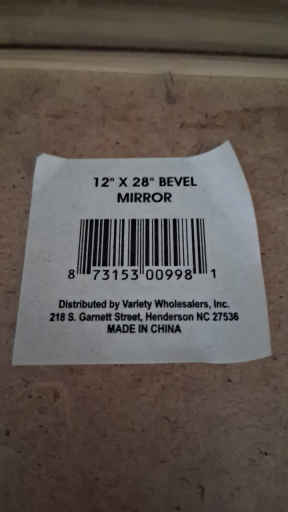 12" X 28" BEVEL
MIRROR
8 73153 00998 1
Distributed by Variety Wholesalers, Inc.
218 S. Garnett Street, Henderson NC 27536
MADE IN CHINA